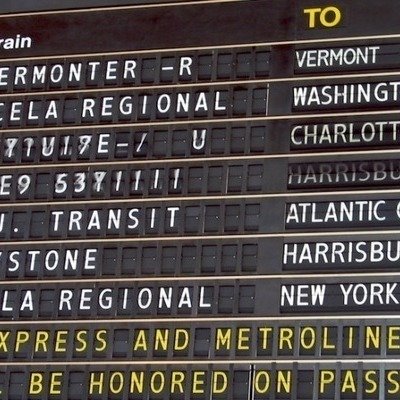 TO
rain
ERMONTER -R VERMONT
CELA REGIONAL WASHINGT
U CHARLOTT
HARRISBU
J. TRANSIT ATLANTIC C
YSTONE HARRISBU
LA REGIONAL NEW YORK
XPRESS AND METROLINE
BE HONORED ON PASS